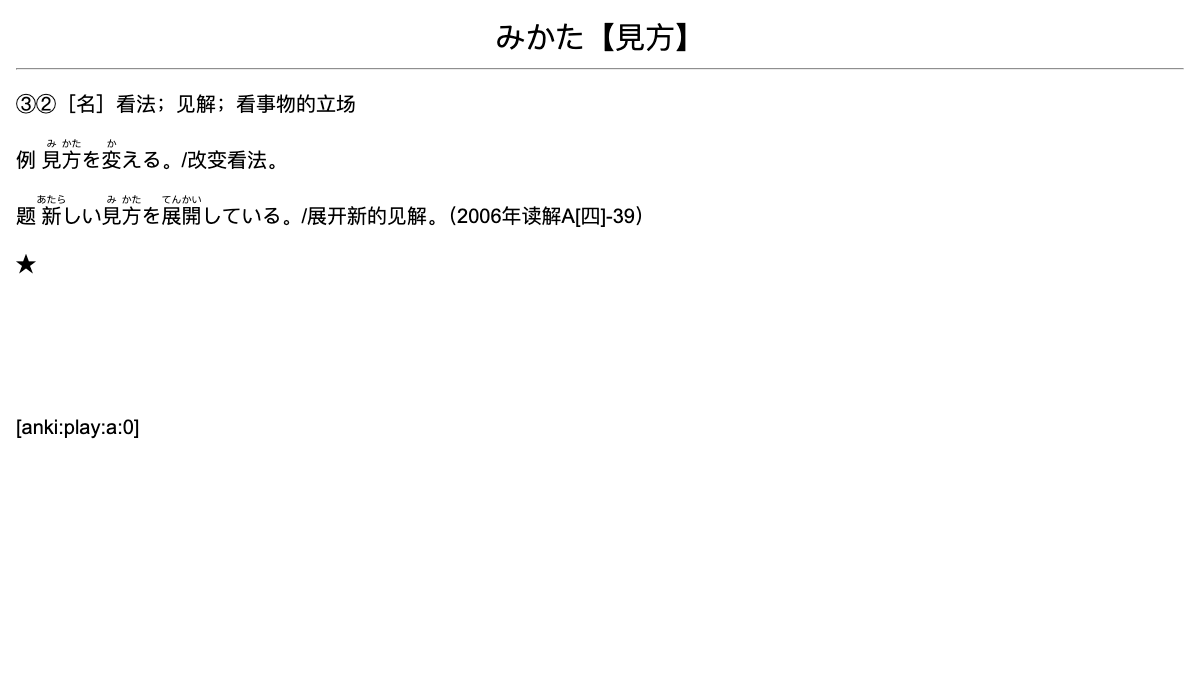 みかた【見方】
③②［名］看法；见解；看事物的立场
み かた か
例 見方を変える。/改变看法。
あたら み かた てんかい
题 新しい見方を展開している。/展开新的见解。（2006年读解A[四]-39）
★
[anki:play:a:0]